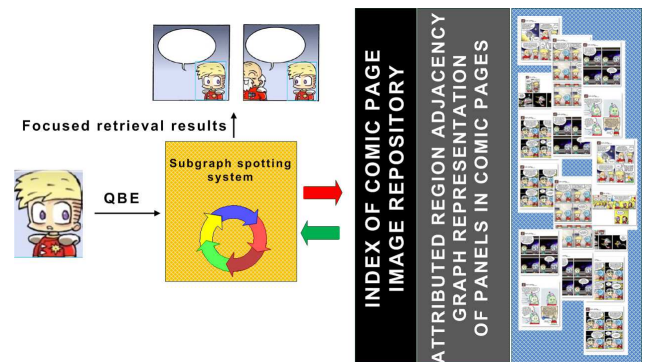 Focused retrieval results
QBE
Subgraph spotting
system
INDEX OF COMIC PAGE
IMAGE REPOSITORY
ATTRIBUTED REGION ADJACENCY
GRAPH REPRESENTATION
OF PANELS IN COMIC PAGES